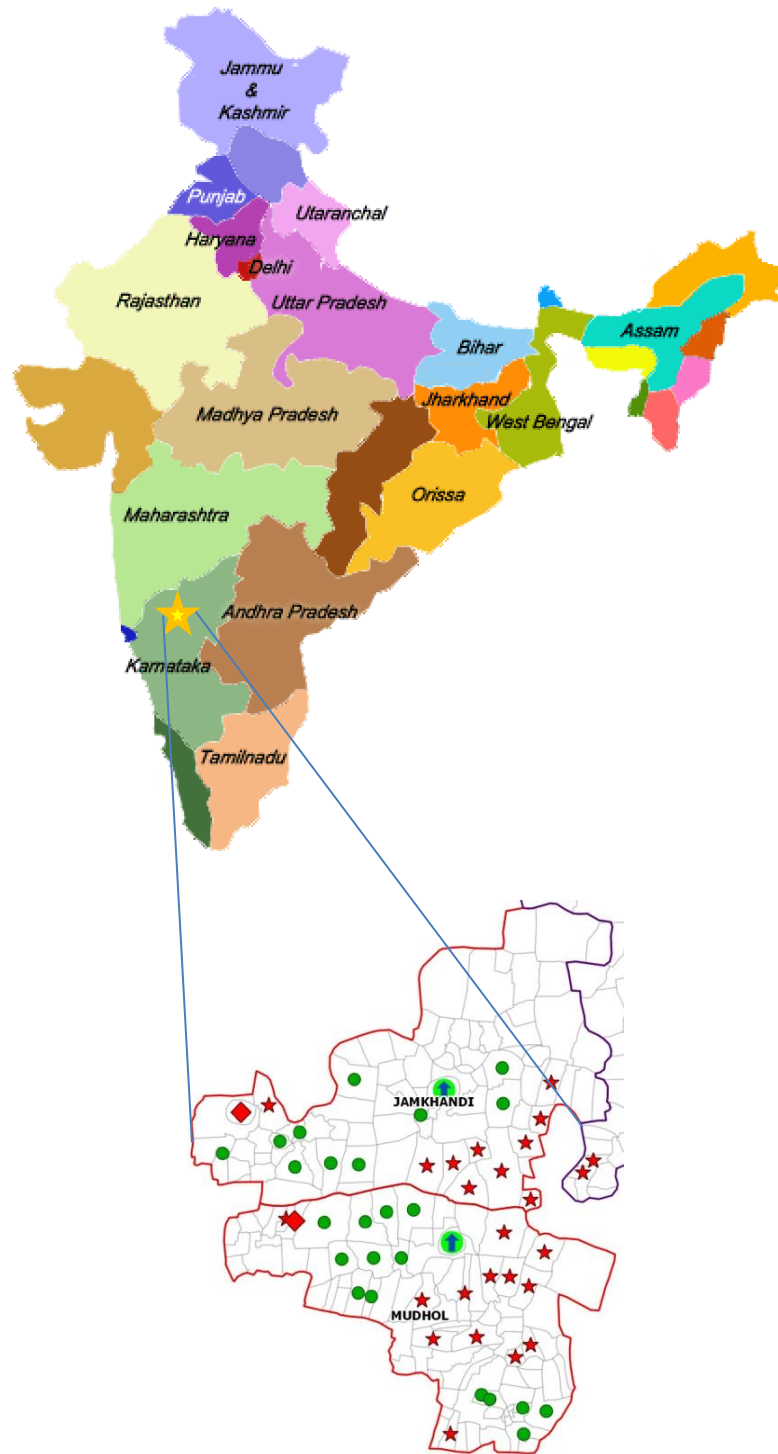 Jammu
&
Kashmir
Punjab
Utaranchal
Haryana
Delhi
Rajasthan
Uttar Pradesh
Assam
Bihar
Jharkhand
Madhya Pradesh
West Bengal
Orissa
Maharashtra
Andhra Pradesh
Karnataka
Tamilnadu
JAMKHANDI
MUDHOL